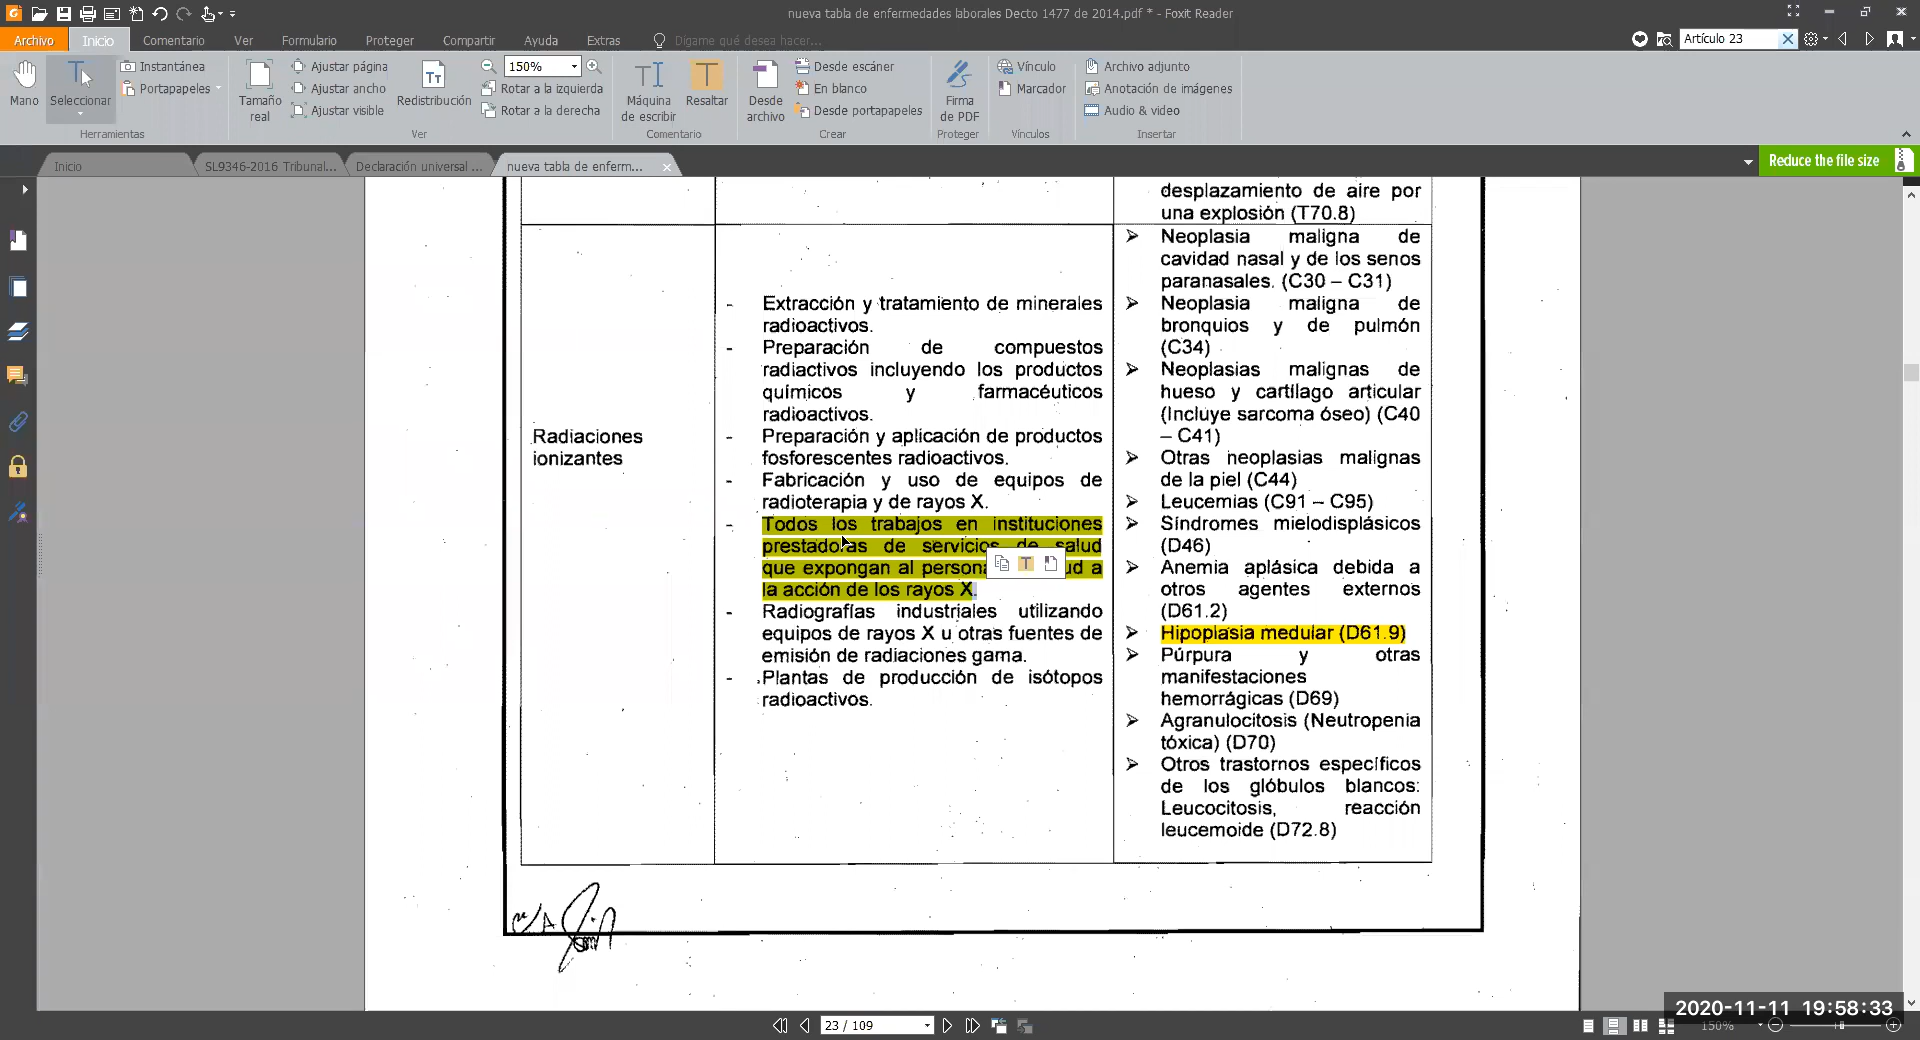 nueva tabla de enfermedades laborales Decto 1477 de 2014.pdf * - Foxit Reader
Archivo Inicio Comentario Ver Formulario Proteger Compartir Ayuda Extras Dígame qué desea hacer... Artículo 23
Mano
Seleccionar
Instantánea
Portapapeles
Herramientas
Tamaño real
Ajustar página
Ajustar ancho
Ajustar visible
Redistribución
150%
Rotar a la izquierda
Rotar a la derecha
Ver
Máquina de escribir
Resaltar
Comentario
Desde archivo
Desde escáner
En blanco
Desde portapapeles
Crear
Firma de PDF
Proteger
Vínculo
Marcador
Vínculos
Archivo adjunto
Anotación de imágenes
Audio & video
Insertar
Inicio
SL9346-2016 Tribunal...
Declaración universal ...
nueva tabla de enferm...
Reduce the file size
desplazamiento de aire por
una explosión (T70.8)
Radiaciones
ionizantes
- Extracción y tratamiento de minerales
radioactivos.
- Preparación de compuestos
radiactivos incluyendo los productos
químicos y farmacéuticos
radioactivos.
- Preparación y aplicación de productos
fosforescentes radioactivos.
- Fabricación y uso de equipos de
radioterapia y de rayos X.
- Todos los trabajos en instituciones
prestadoras de servicios de salud
que expongan al persona ud a
la acción de los rayos X.
- Radiografías industriales utilizando
equipos de rayos X u otras fuentes de
emisión de radiaciones gama.
- Plantas de producción de isótopos
radioactivos.
➢ Neoplasia maligna de
cavidad nasal y de los senos
paranasales. (C30 – C31)
➢ Neoplasia maligna de
bronquios y de pulmón
(C34)
➢ Neoplasias malignas de
hueso y cartílago articular
(Incluye sarcoma óseo) (C40
– C41)
➢ Otras neoplasias malignas
de la piel (C44)
➢ Leucemias (C91 – C95)
➢ Síndromes mielodisplásicos
(D46)
➢ Anemia aplásica debida a
otros agentes externos
(D61.2)
➢ Hipoplasia medular (D61.9)
➢ Púrpura y otras
manifestaciones
hemorrágicas (D69)
➢ Agranulocitosis (Neutropenia
tóxica) (D70)
➢ Otros trastornos específicos
de los glóbulos blancos:
Leucocitosis, reacción
leucemoide (D72.8)
23 / 109
2020-11-11 19:58:33
150%